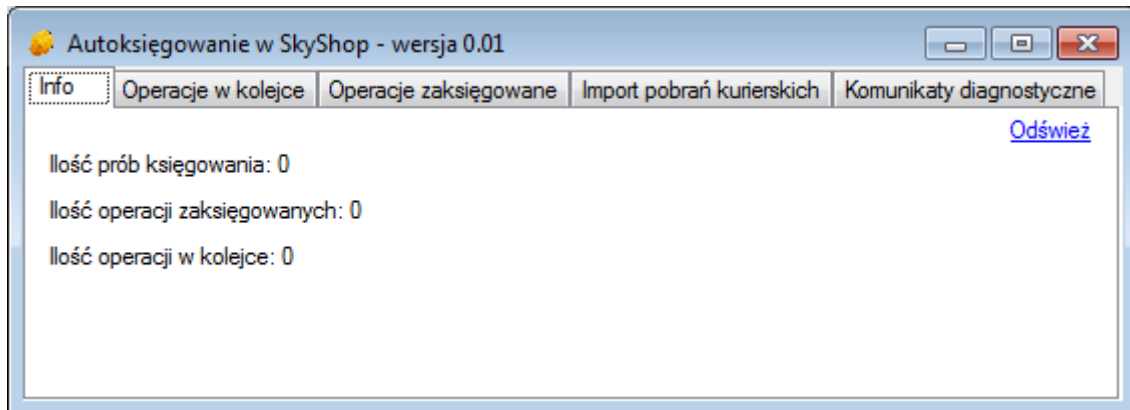 Autoksięgowanie w SkyShop - wersja 0.01
Info Operacje w kolejce Operacje zaksięgowane Import pobrań kurierskich Komunikaty diagnostyczne
Odśwież
Ilość prób księgowania: 0
Ilość operacji zaksięgowanych: 0
Ilość operacji w kolejce: 0